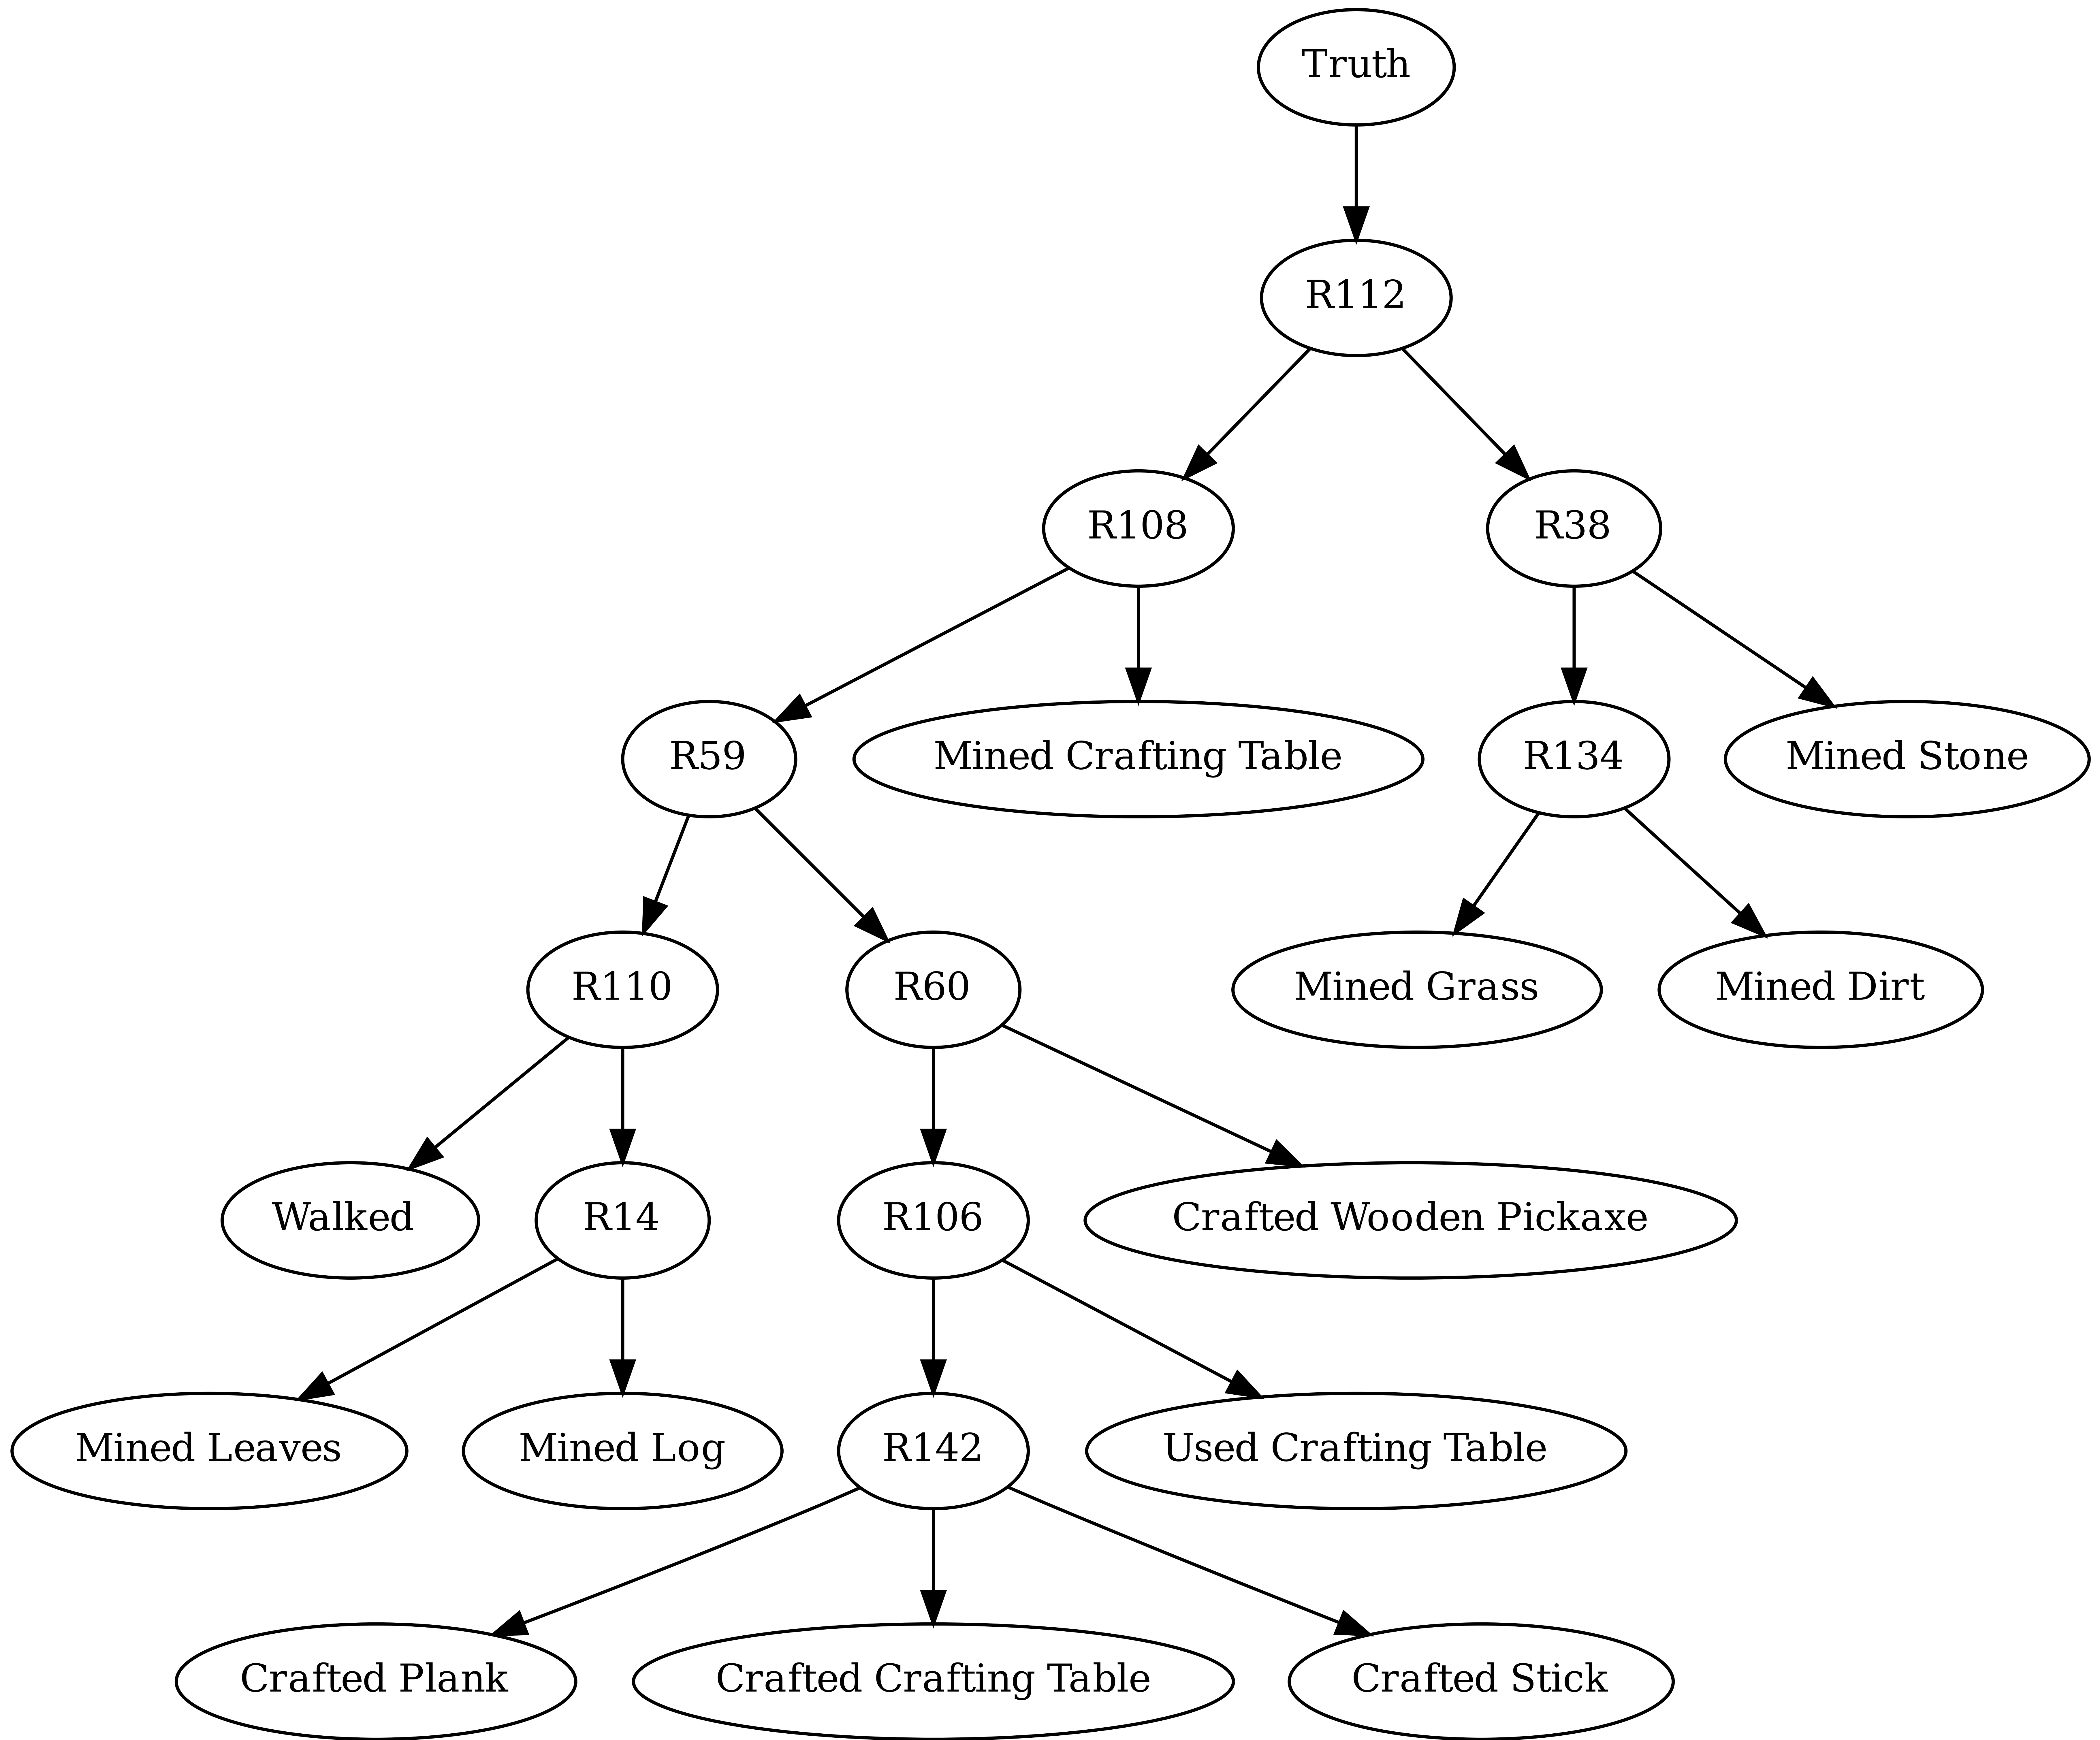 Truth
R112
R108
R38
R59
Mined Crafting Table
R134
Mined Stone
R110
R60
Mined Grass
Mined Dirt
Walked
R14
R106
Crafted Wooden Pickaxe
Mined Leaves
Mined Log
R142
Used Crafting Table
Crafted Plank
Crafted Crafting Table
Crafted Stick